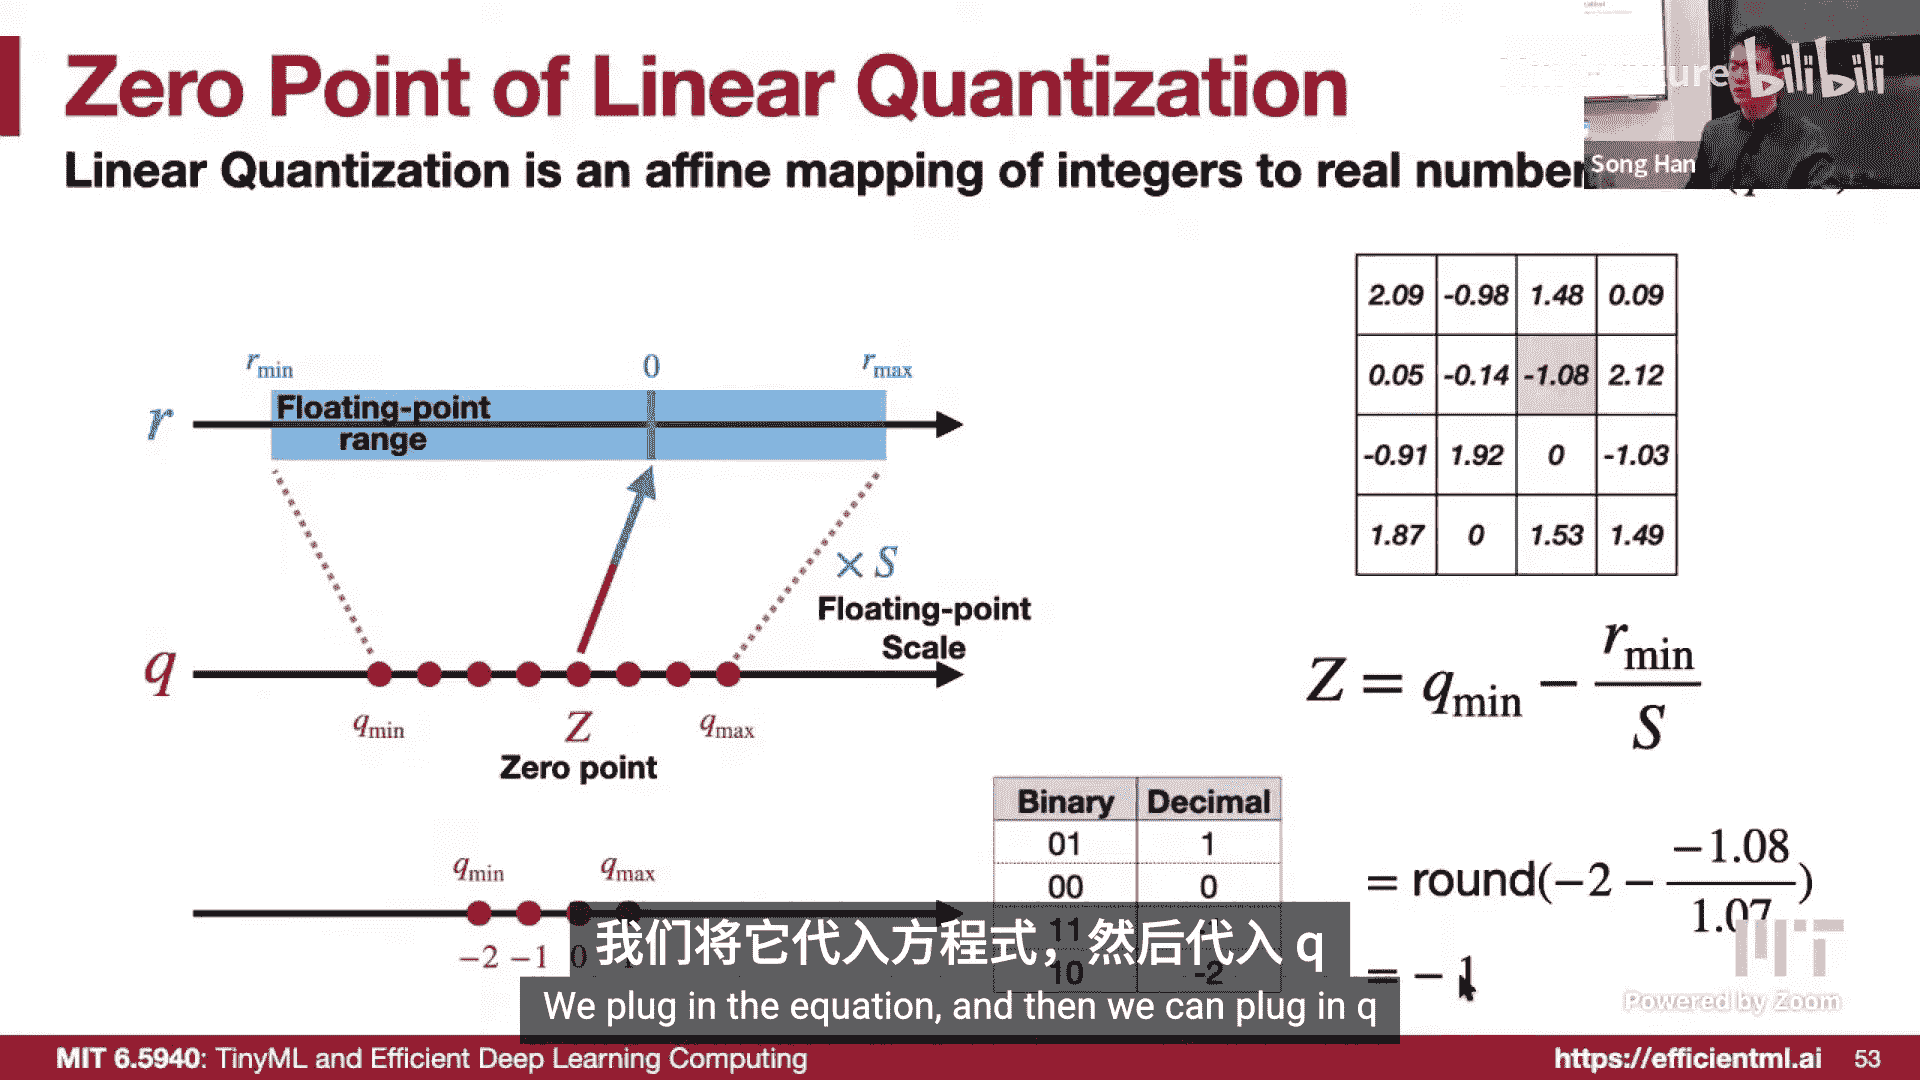 Zero Point of Linear Quantization
bilibili
Linear Quantization is an affine mapping of integers to real number
Song Han
r_min 0 r_max
r
Floating-point
range
× S
Floating-point
Scale
q
q_min Z q_max
Zero point
q_min q_max
−2 −1 0
Binary Decimal
01 1
00 0
11
10 -2
2.09 -0.98 1.48 0.09
0.05 -0.14 -1.08 2.12
-0.91 1.92 0 -1.03
1.87 0 1.53 1.49
Z = q_min − r_min / S
= round(−2 − −1.08 / 1.07)
= − 1
我们将它代入方程式，然后代入 q
We plug in the equation, and then we can plug in q
MIT
Powered by Zoom
MIT 6.5940: TinyML and Efficient Deep Learning Computing
https://efficientml.ai 53